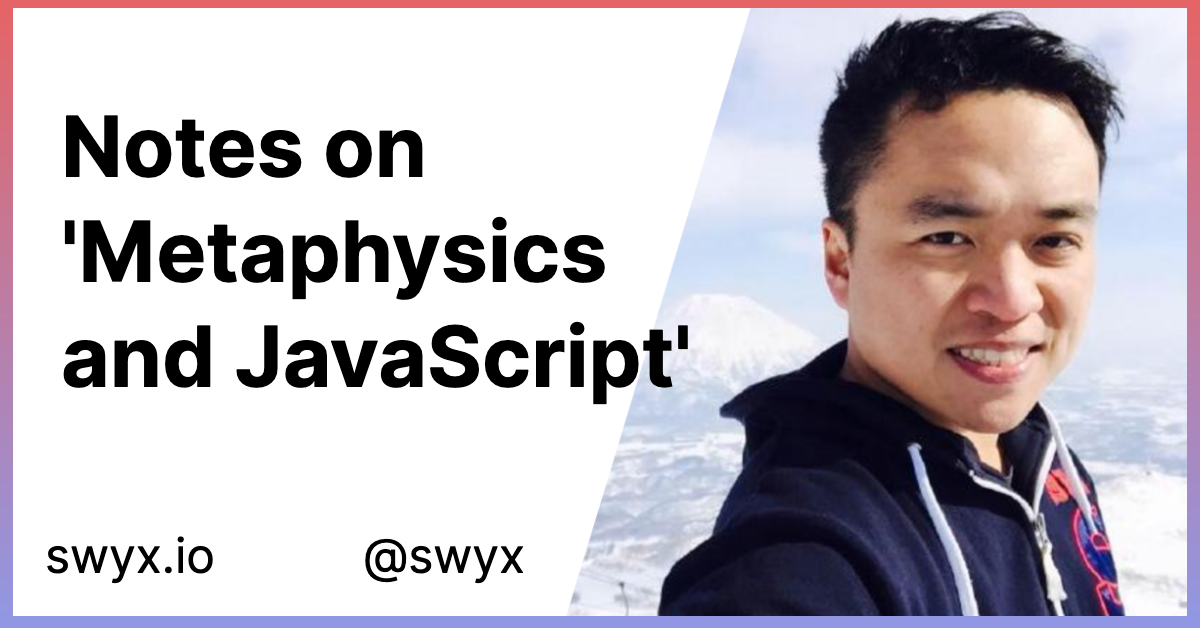 Notes on
'Metaphysics
and JavaScript'
swyx.io
@swyx